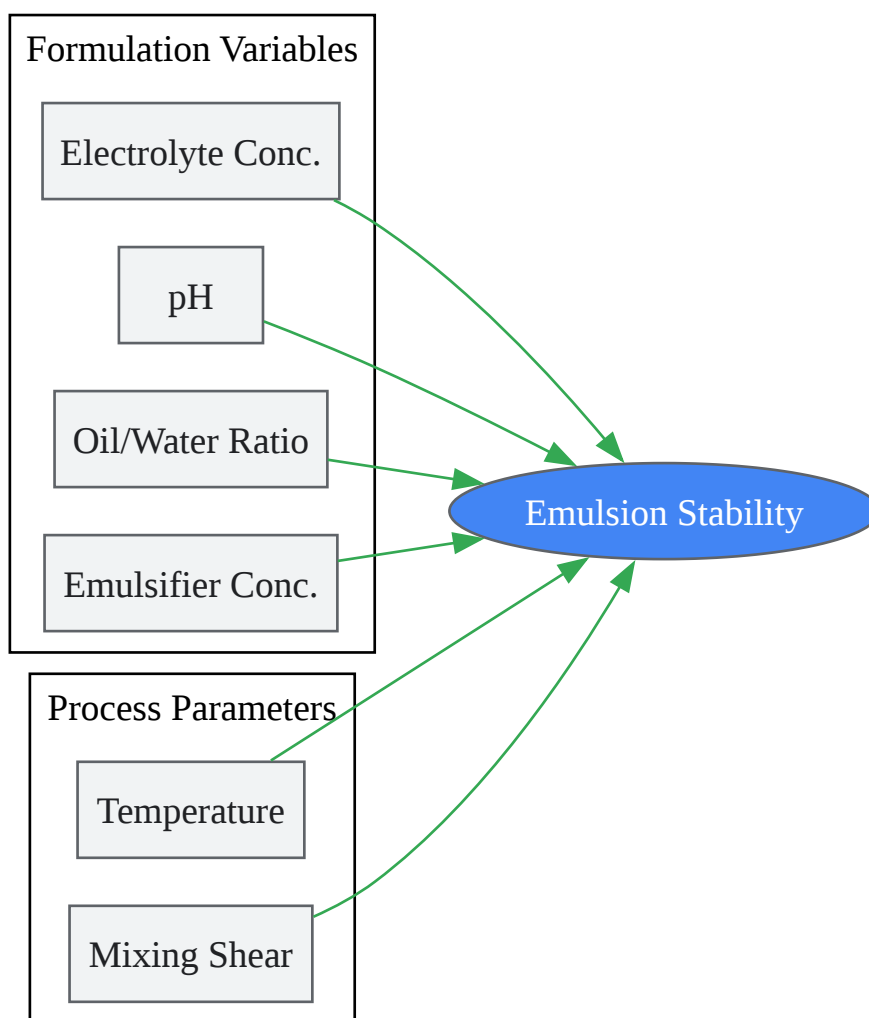 Formulation Variables
Electrolyte Conc.
pH
Oil/Water Ratio
Emulsifier Conc.
Emulsion Stability
Process Parameters
Temperature
Mixing Shear